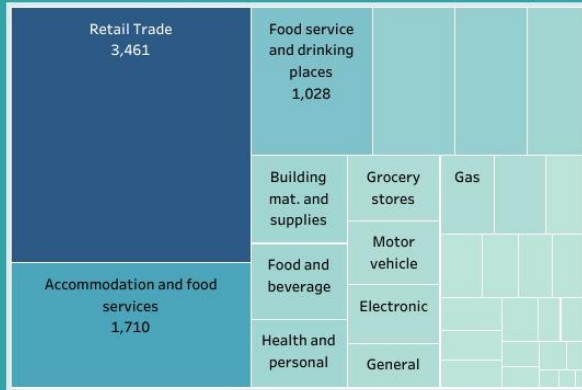 Retail Trade
3,461
Accommodation and food
services
1,710
Food service
and drinking
places
1,028
Building
mat. and
supplies
Food and
beverage
Health and
personal
Grocery
stores
Motor
vehicle
Electronic
General
Gas